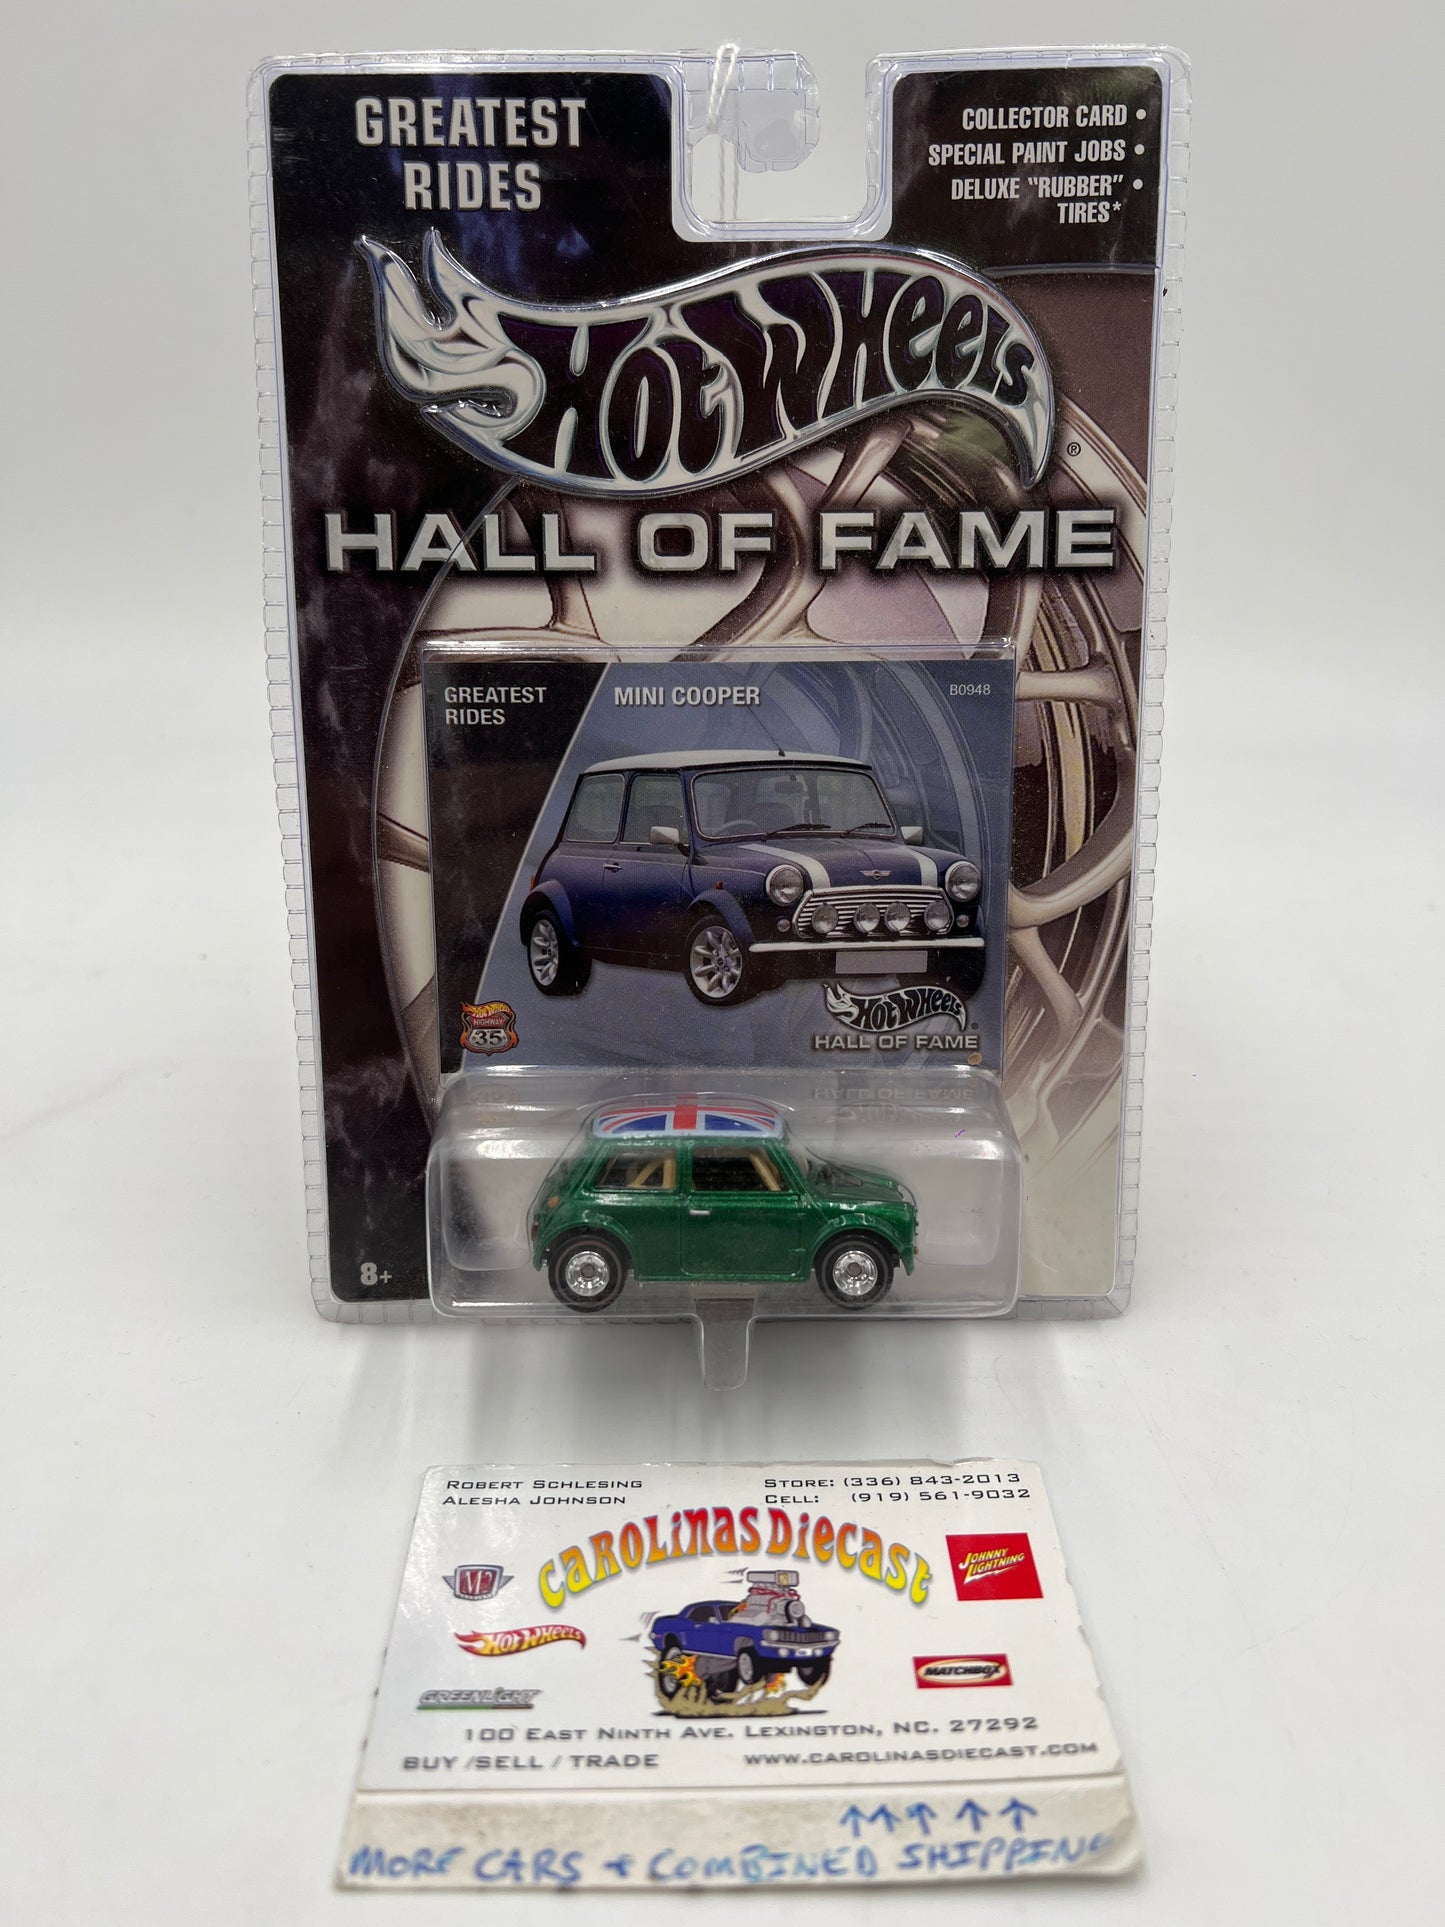 GREATEST
RIDES
COLLECTOR CARD •
SPECIAL PAINT JOBS •
DELUXE "RUBBER" •
TIRES*
HOT WHEELS
®
HALL OF FAME
GREATEST
RIDES
MINI COOPER
B0948
HOT WHEELS
HIGHWAY
35
HOT WHEELS
®
HALL OF FAME
8+
ROBERT SCHLESING
ALESHA JOHNSON
STORE: (336) 843-2013
CELL: (919) 561-9032
CAROLINAS DIECAST
M2
JOHNNY
LIGHTNING
HOT WHEELS
MATCHBOX
GREENLIGHT
100 EAST NINTH AVE. LEXINGTON, NC. 27292
BUY /SELL / TRADE
WWW.CAROLINASDIECAST.COM
↑↑↑↑↑
MORE CARS + COMBINED SHIPPING